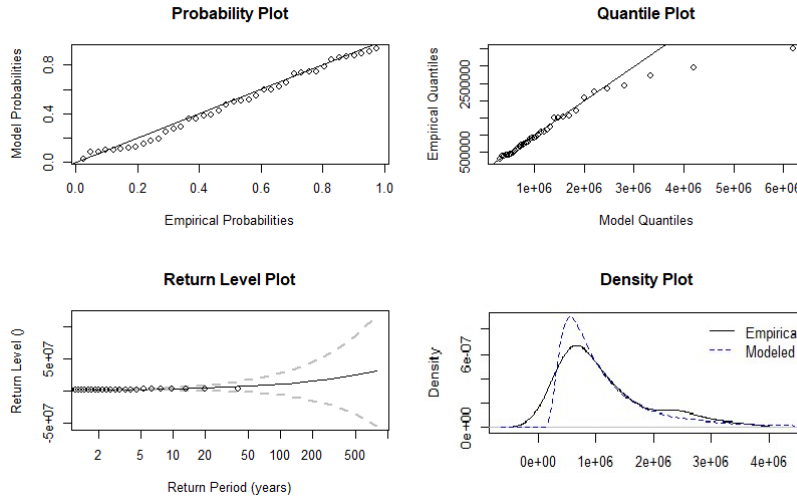 Probability Plot
Model Probabilities
0.0 0.4 0.8
0.0 0.2 0.4 0.6 0.8 1.0
Empirical Probabilities
Quantile Plot
Empirical Quantiles
500000 2500000
1e+06 2e+06 3e+06 4e+06 5e+06 6e+0
Model Quantiles
Return Level Plot
Return Level ()
-5e+07 5e+07
2 5 10 20 50 100 200 500
Return Period (years)
Density Plot
Density
0e+00 6e-07
Empirica
Modeled
0e+00 1e+06 2e+06 3e+06 4e+06